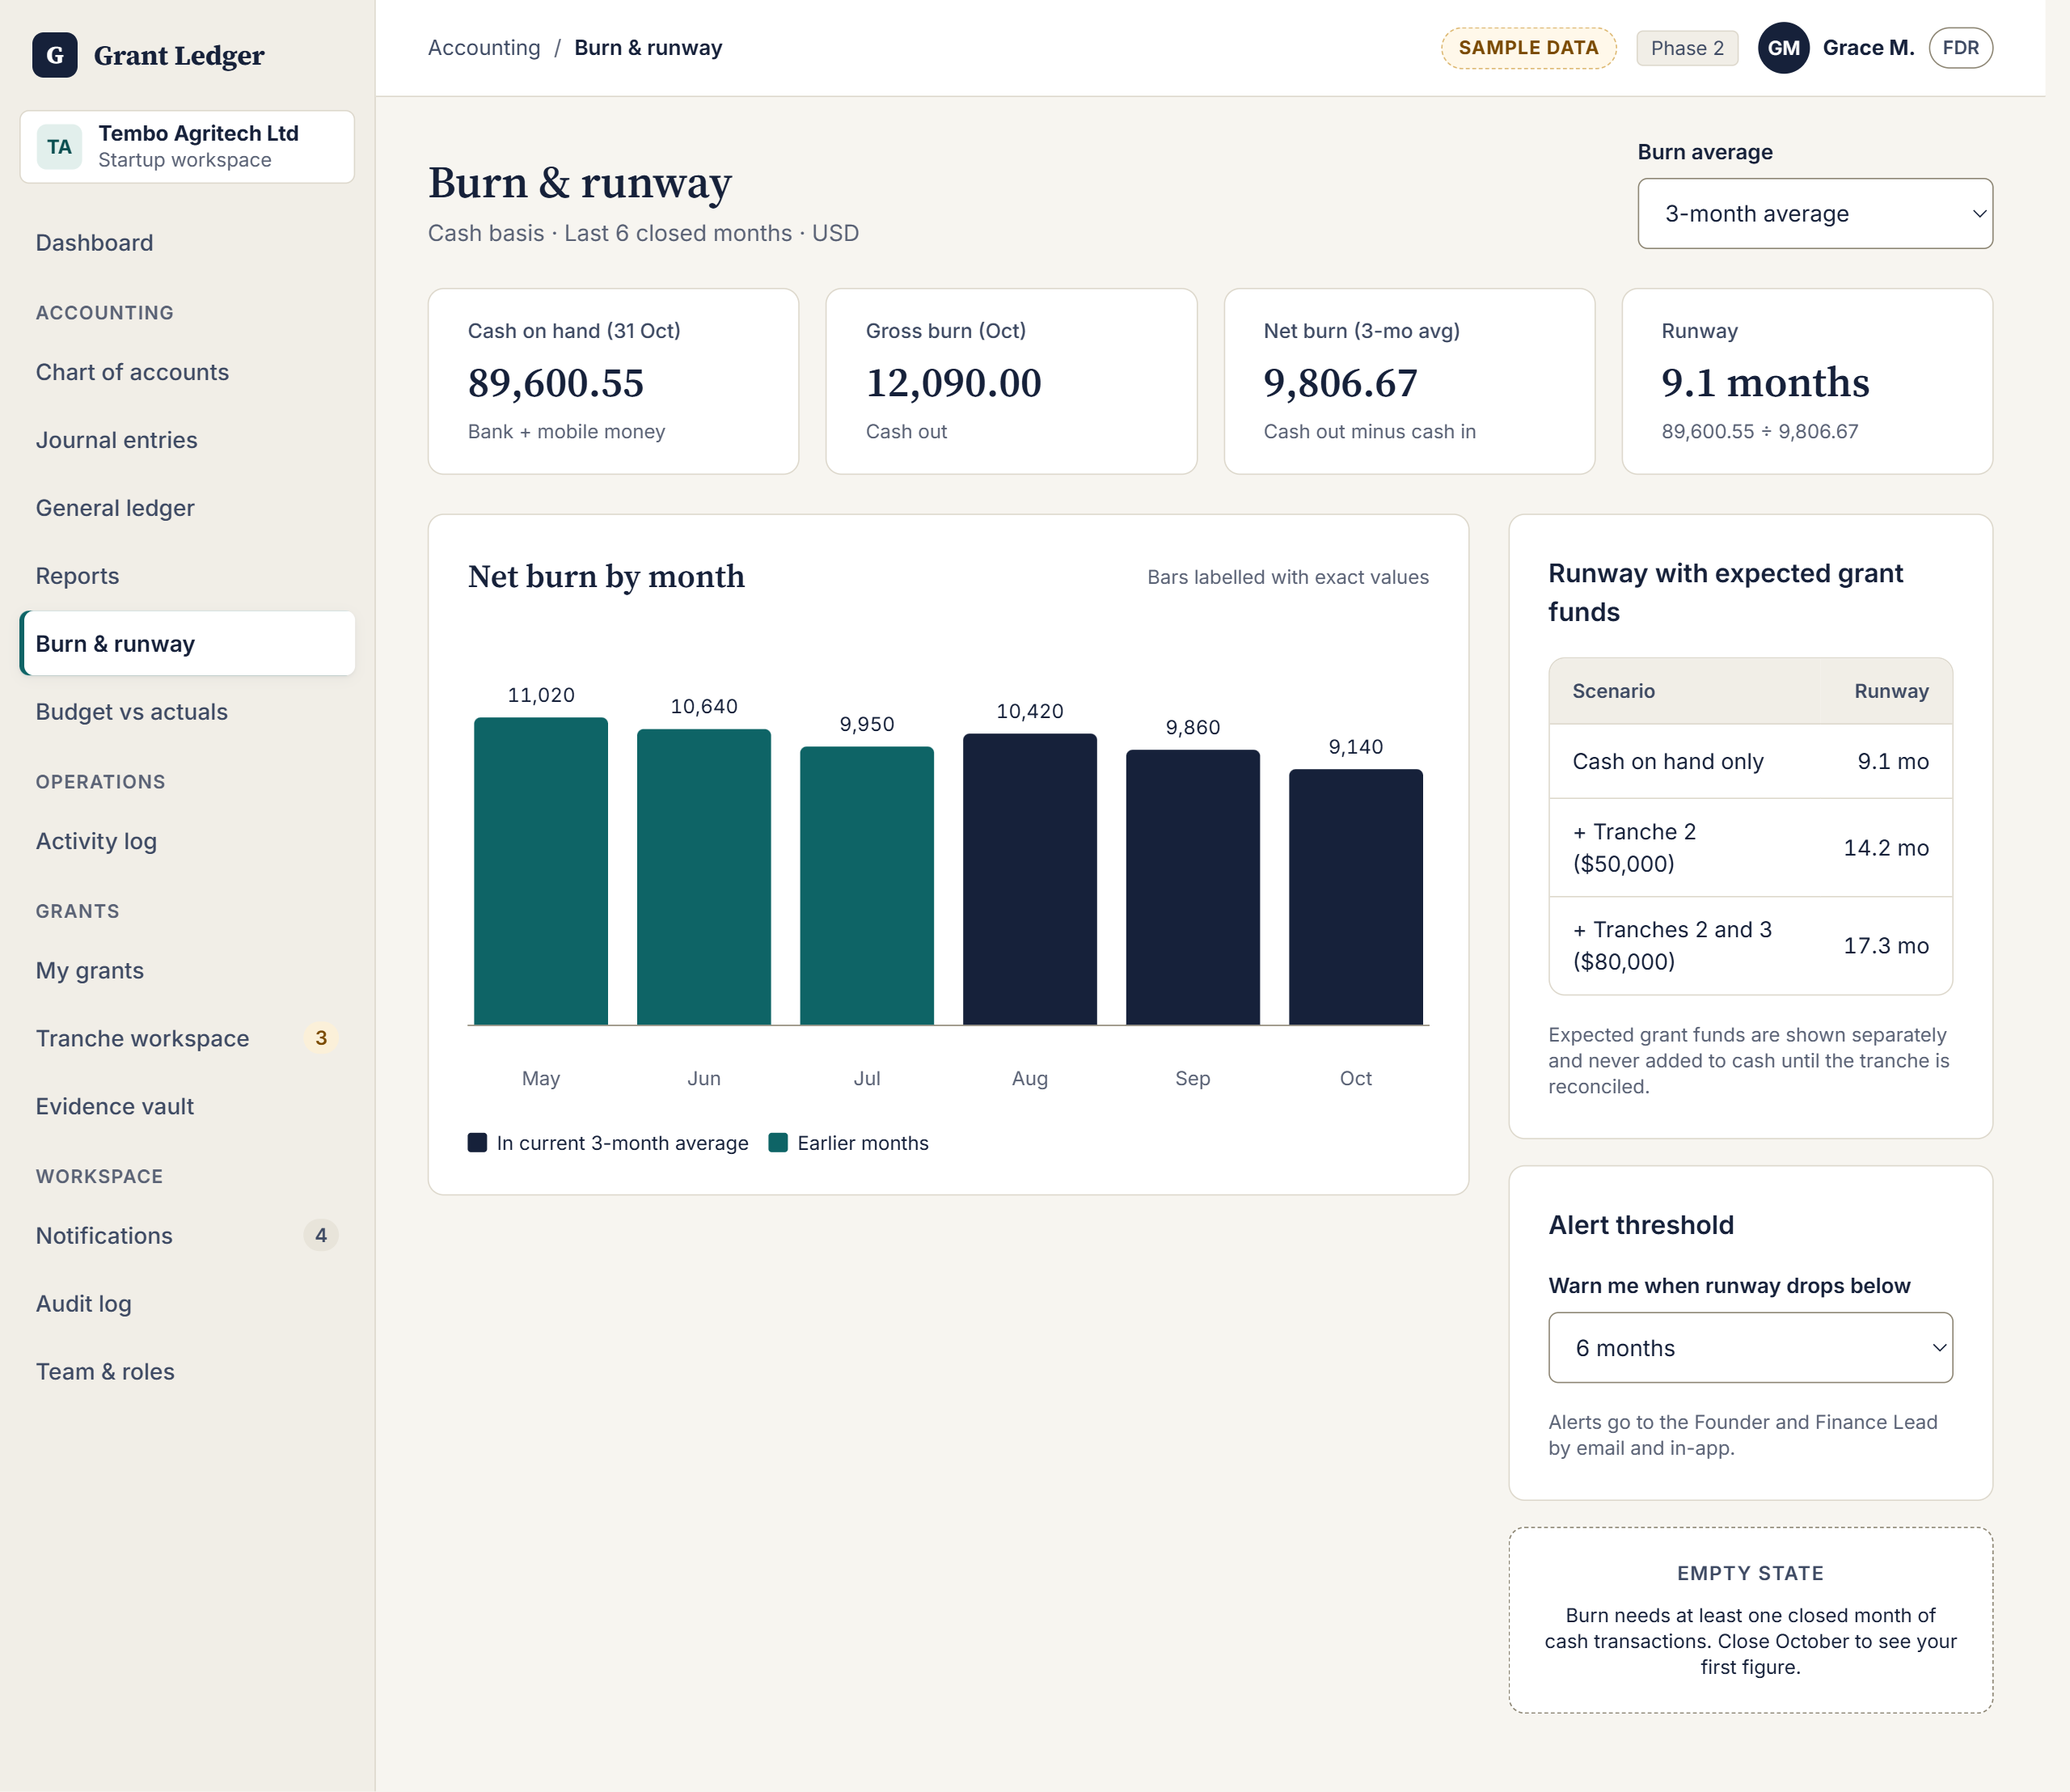 G Grant Ledger
TA Tembo Agritech Ltd
Startup workspace
Dashboard
ACCOUNTING
Chart of accounts
Journal entries
General ledger
Reports
Burn & runway
Budget vs actuals
OPERATIONS
Activity log
GRANTS
My grants
Tranche workspace 3
Evidence vault
WORKSPACE
Notifications 4
Audit log
Team & roles
Accounting / Burn & runway
SAMPLE DATA Phase 2 GM Grace M. FDR
Burn & runway
Cash basis · Last 6 closed months · USD
Burn average
3-month average
Cash on hand (31 Oct)
89,600.55
Bank + mobile money
Gross burn (Oct)
12,090.00
Cash out
Net burn (3-mo avg)
9,806.67
Cash out minus cash in
Runway
9.1 months
89,600.55 ÷ 9,806.67
Net burn by month
Bars labelled with exact values
11,020 10,640 9,950 10,420 9,860 9,140
May Jun Jul Aug Sep Oct
In current 3-month average Earlier months
Runway with expected grant
funds
Scenario Runway
Cash on hand only 9.1 mo
+ Tranche 2
($50,000) 14.2 mo
+ Tranches 2 and 3
($80,000) 17.3 mo
Expected grant funds are shown separately
and never added to cash until the tranche is
reconciled.
Alert threshold
Warn me when runway drops below
6 months
Alerts go to the Founder and Finance Lead
by email and in-app.
EMPTY STATE
Burn needs at least one closed month of
cash transactions. Close October to see your
first figure.